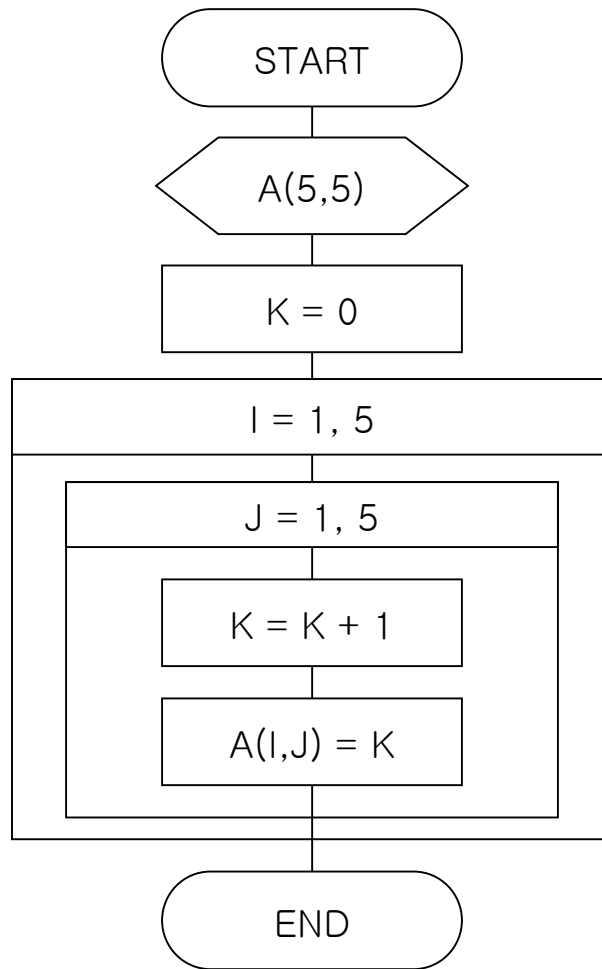 START
A(5,5)
K = 0
I = 1, 5
J = 1, 5
K = K + 1
A(I,J) = K
END